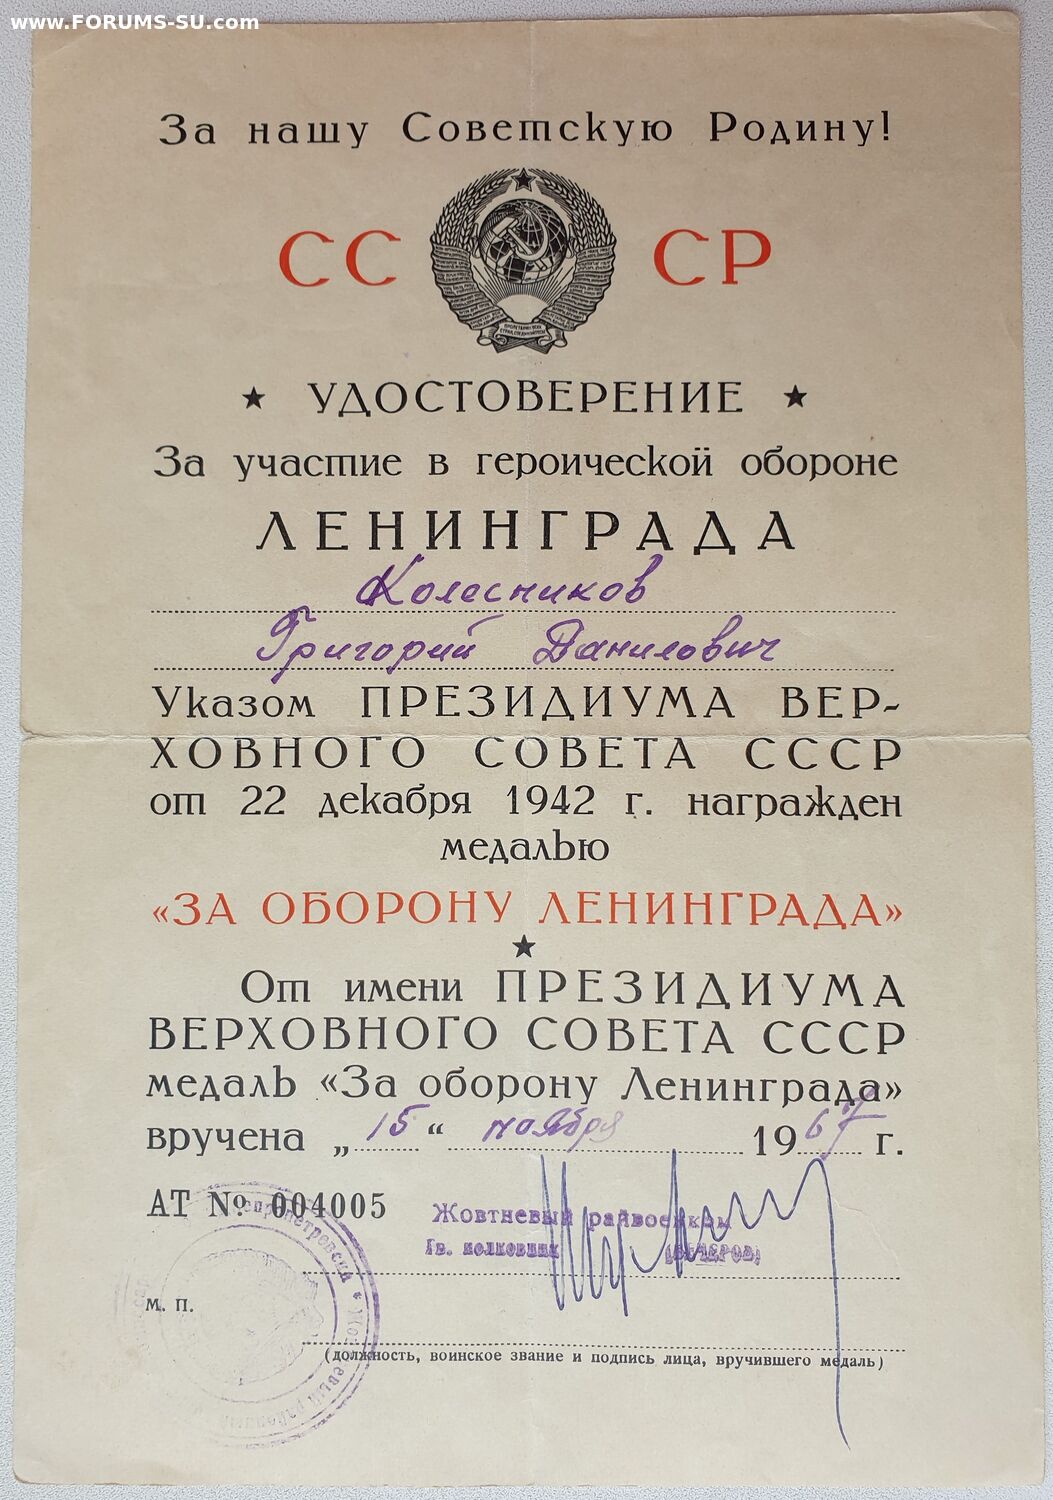 www.FORUMS-SU.com
За нашу Советскую Родину!
СС СР
★ УДОСТОВЕРЕНИЕ ★
За участие в героической обороне
ЛЕНИНГРАДА
Колесников
Григорий Данилович
Указом ПРЕЗИДИУМА ВЕР-
ХОВНОГО СОВЕТА СССР
от 22 декабря 1942 г. награжден
медалью
«ЗА ОБОРОНУ ЛЕНИНГРАДА»
★
От имени ПРЕЗИДИУМА
ВЕРХОВНОГО СОВЕТА СССР
медаль «За оборону Ленинграда»
вручена „15“ ноября 1967 г.
АТ № 004005
Жовтневый райвоенком
Гв. полковник
м. п.
(должность, воинское звание и подпись лица, вручившего медаль)